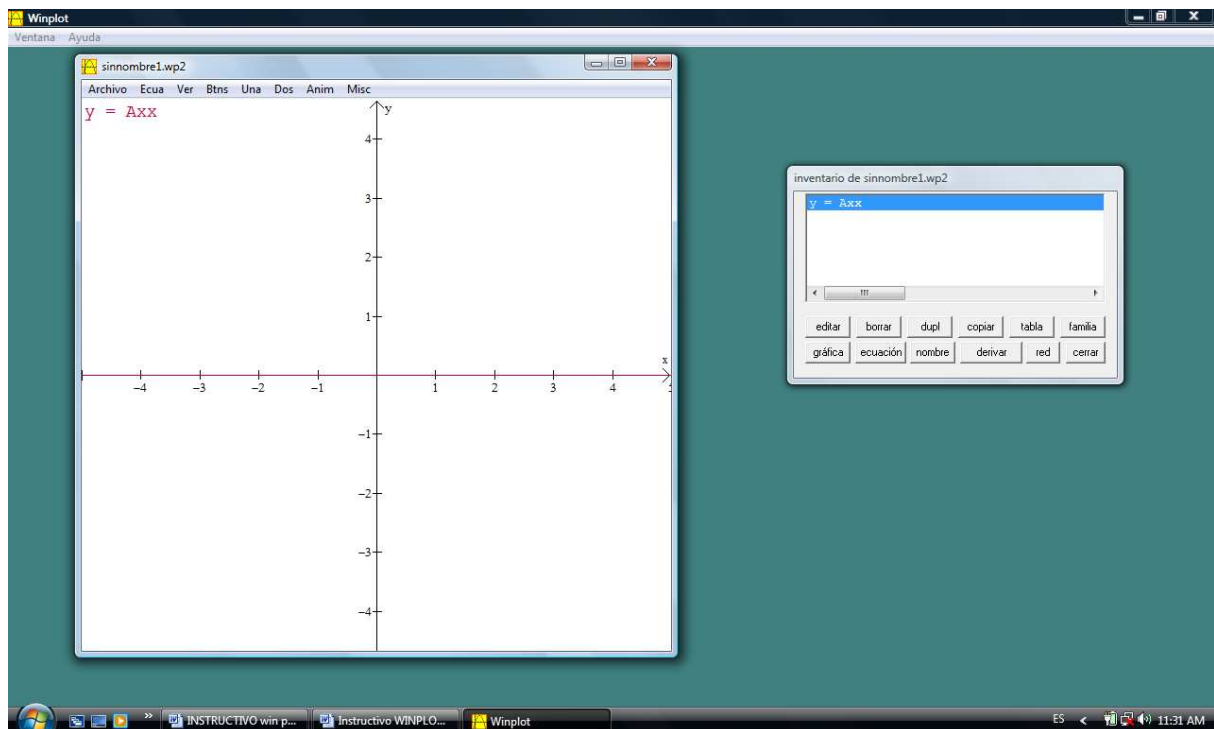 Winplot
Ventana Ayuda
sinnombre1.wp2
Archivo Ecua Ver Btns Una Dos Anim Misc
y = Axx
y
4
3
2
1
x
-4 -3 -2 -1 1 2 3 4
-1
-2
-3
-4
inventario de sinnombre1.wp2
y = Axx
editar borrar dupl copiar tabla familia
gráfica ecuación nombre derivar red cerrar
INSTRUCTIVO win p... Instructivo WINPLO... Winplot ES 11:31 AM